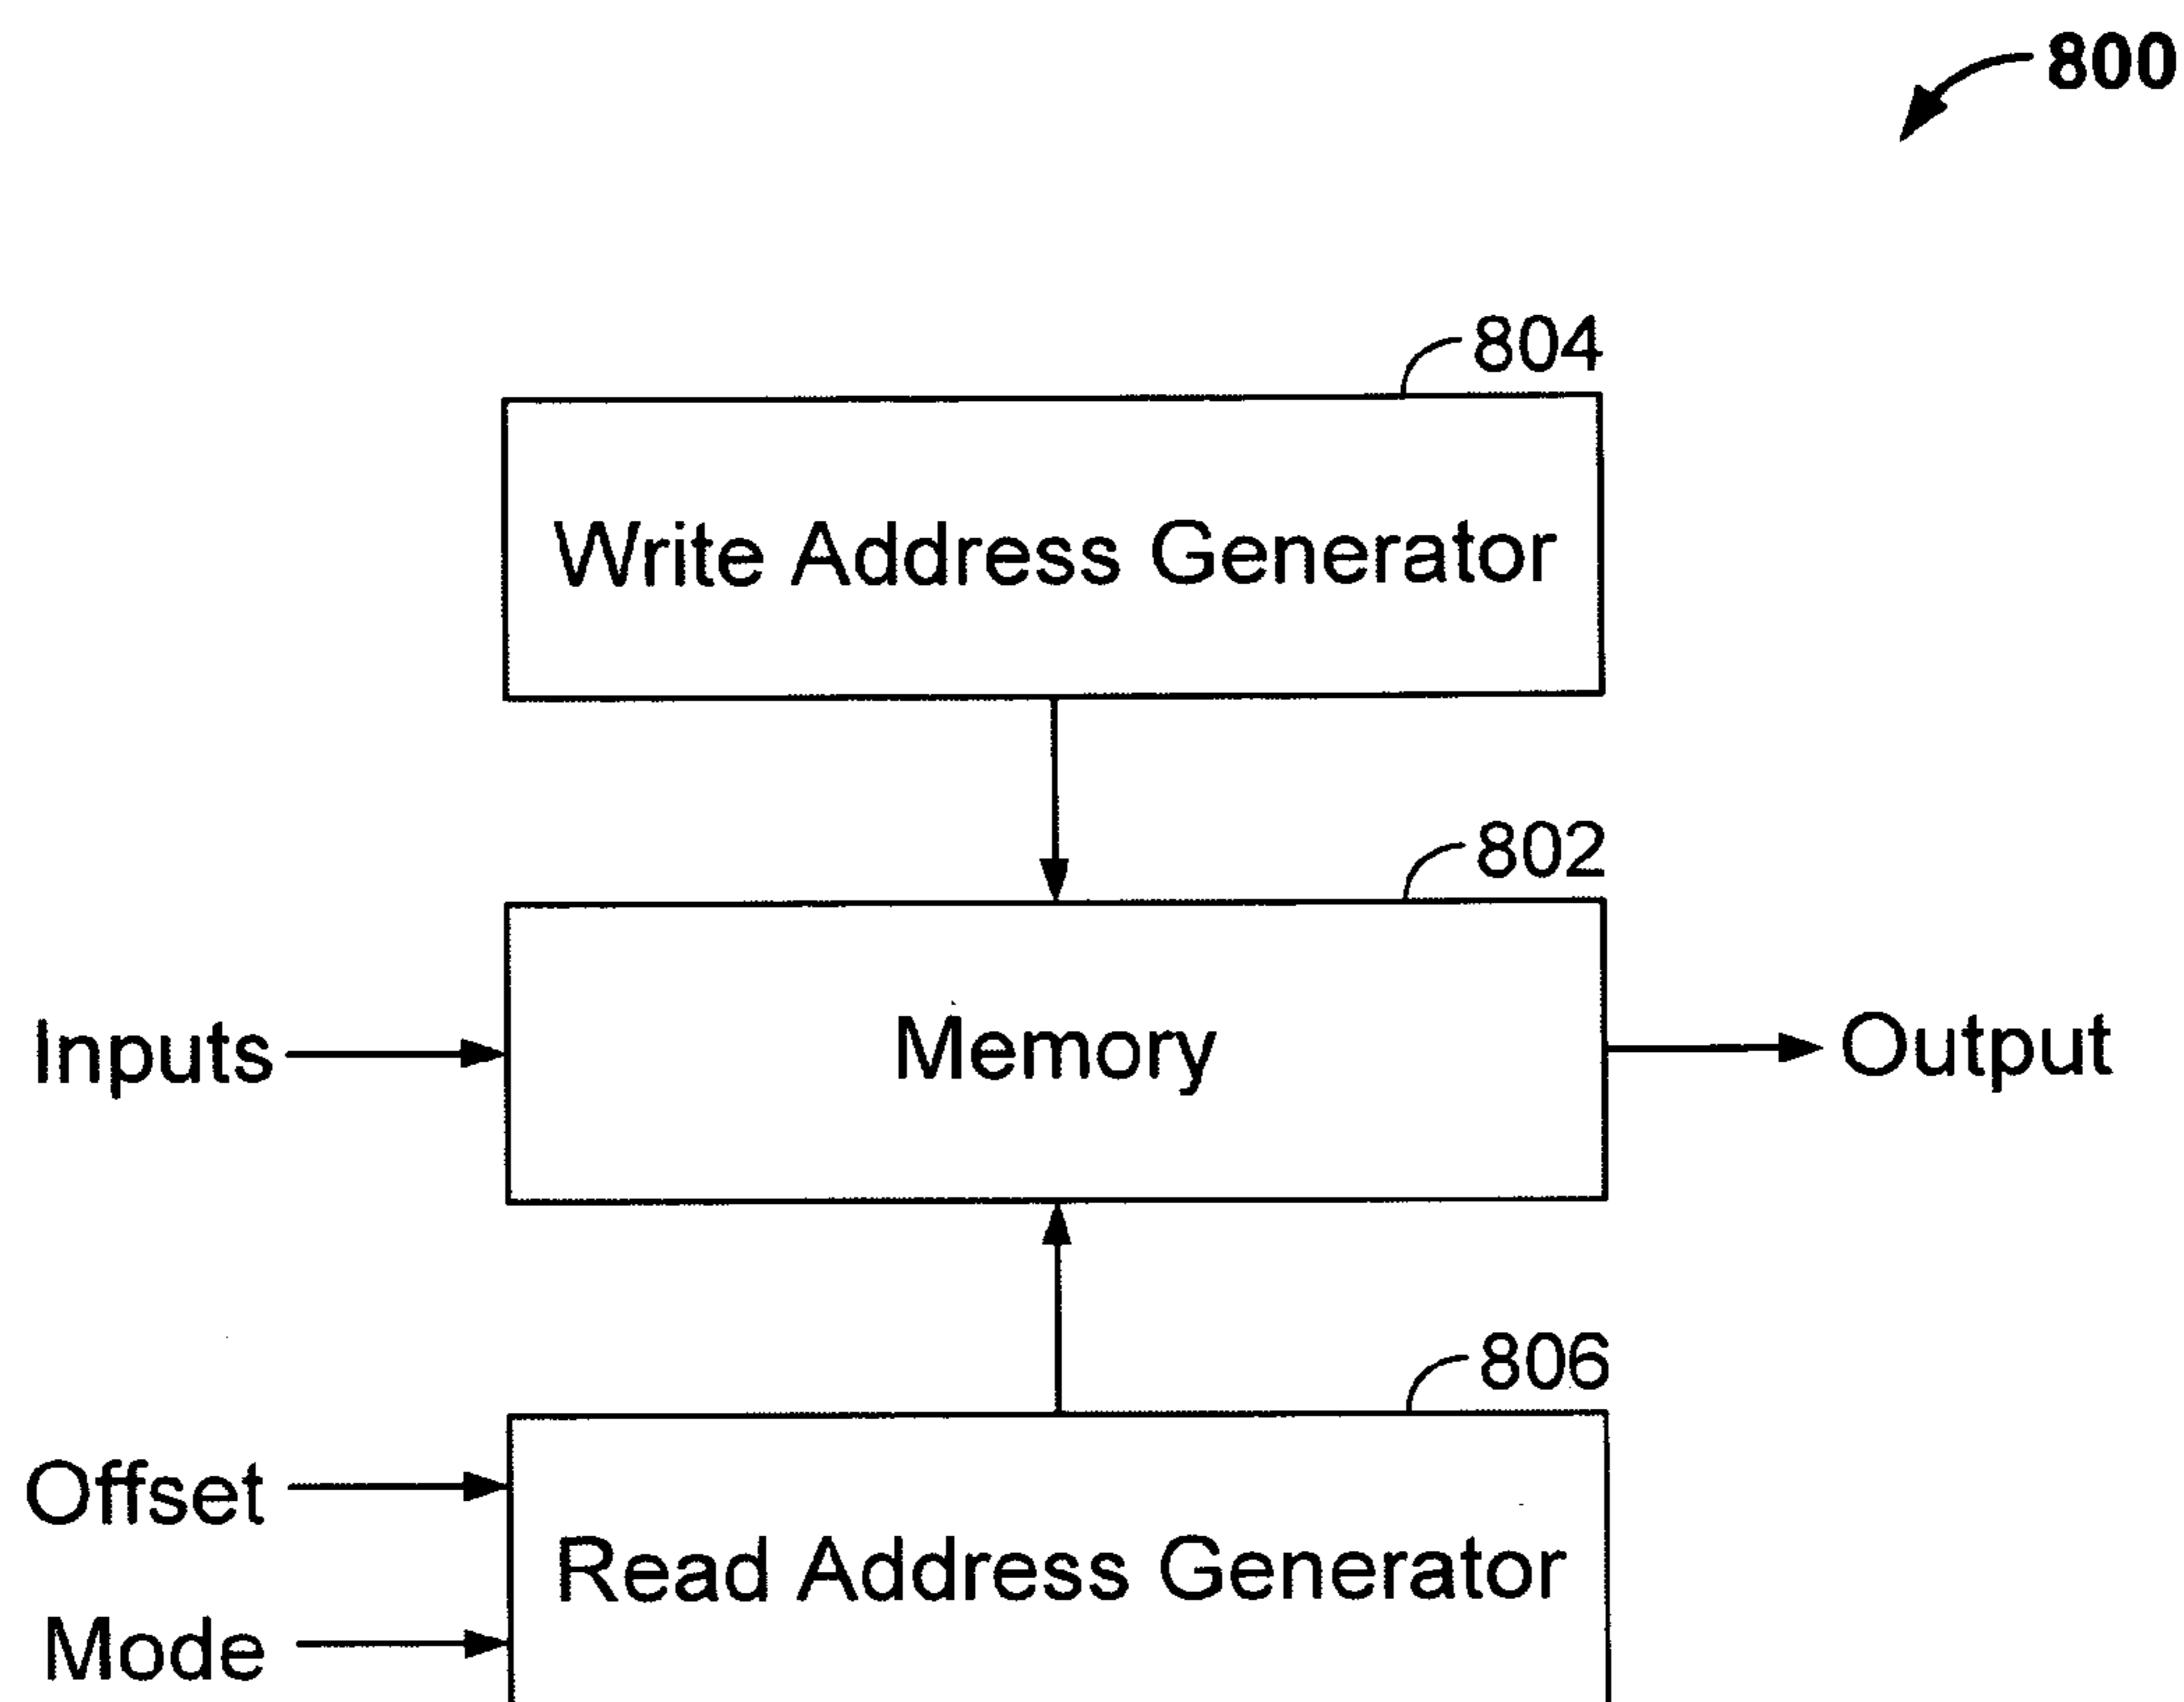 800
804
Write Address Generator
802
Inputs
Memory
Output
806
Offset
Read Address Generator
Mode